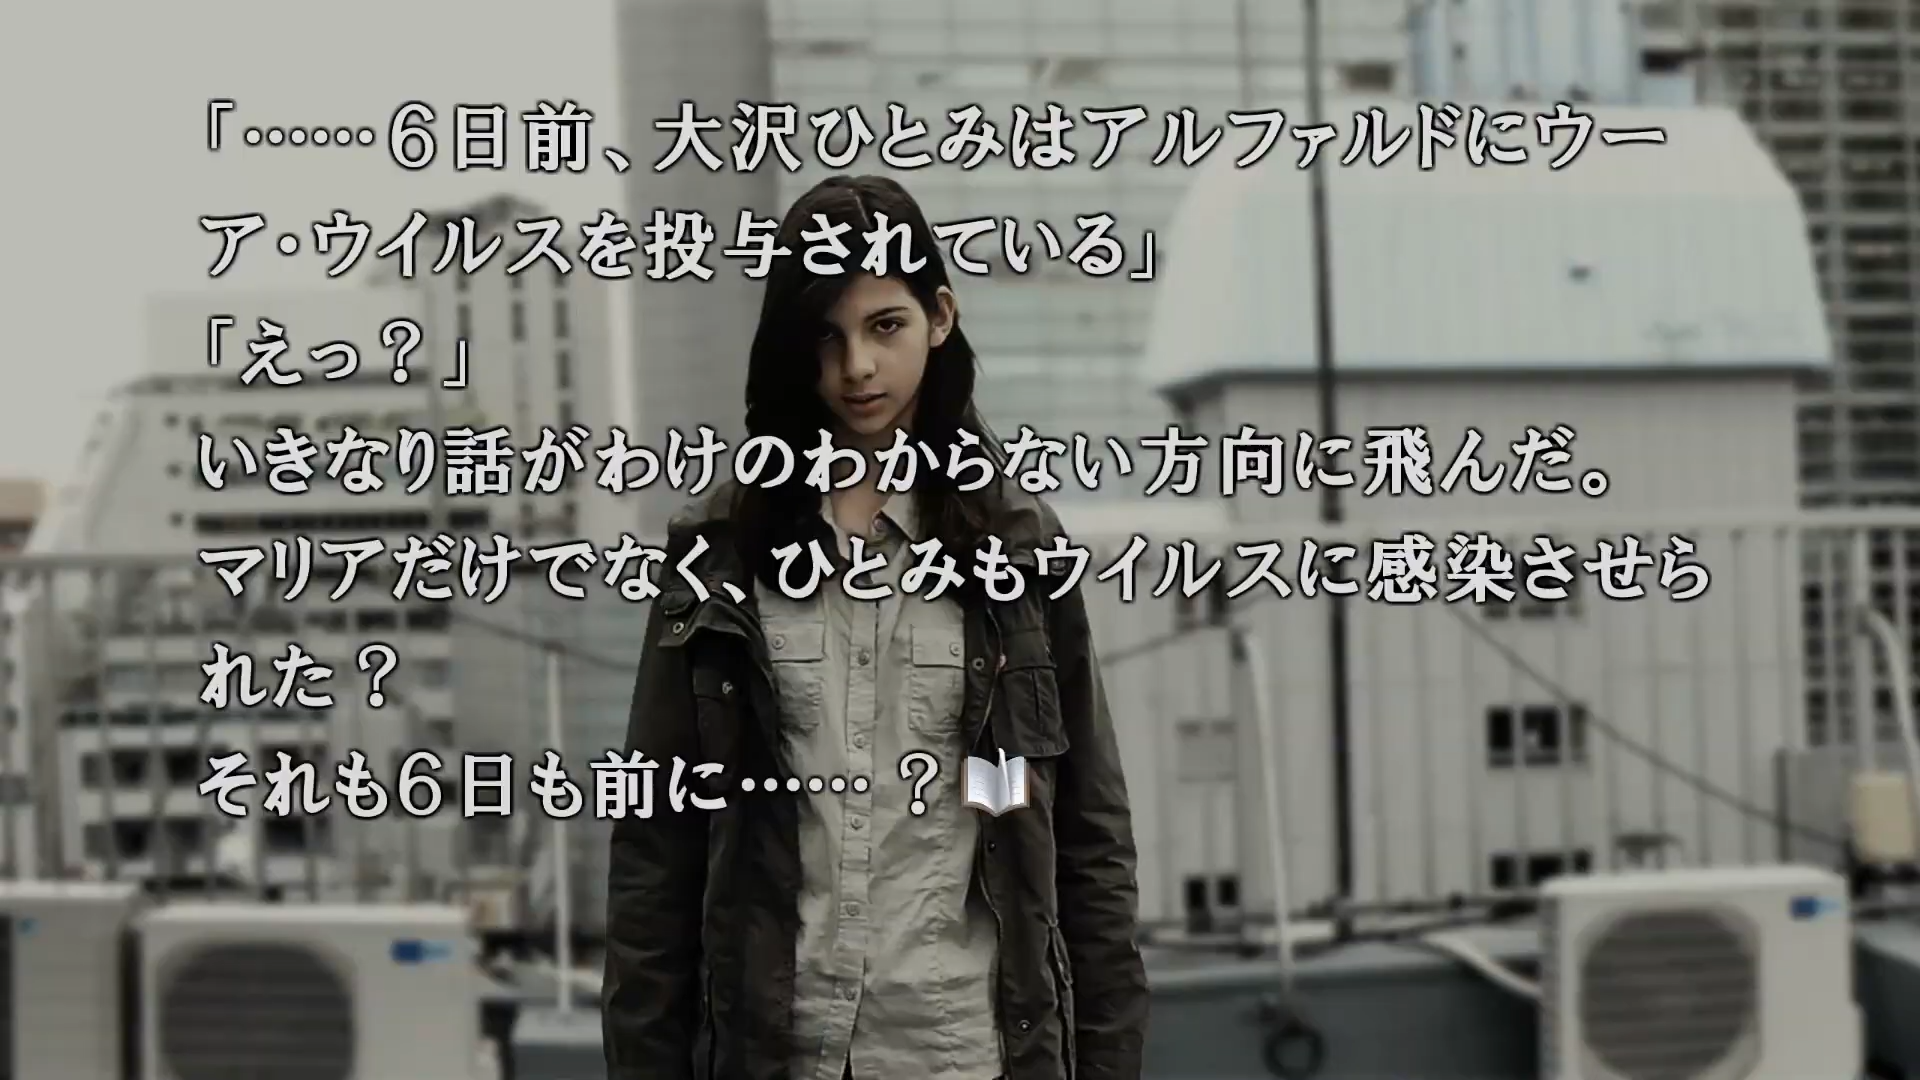 「……６日前、大沢ひとみはアルファルドにウー
ア・ウイルスを投与されている」
「えっ？」
いきなり話がわけのわからない方向に飛んだ。
マリアだけでなく、ひとみもウイルスに感染させら
れた？
それも６日も前に……？